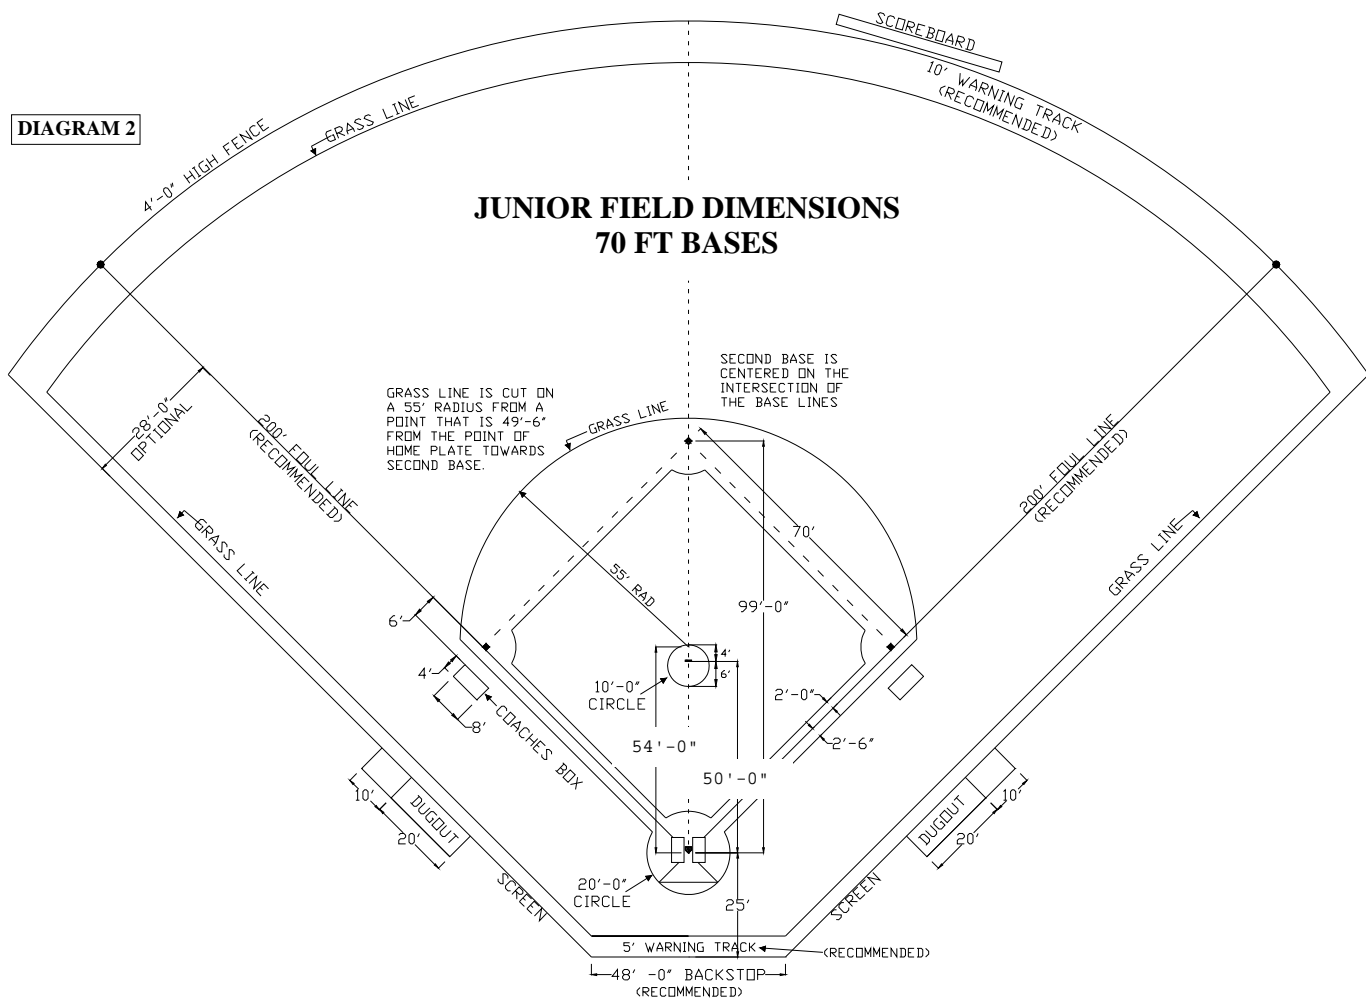 SCOREBOARD
10' WARNING TRACK
(RECOMMENDED)
GRASS LINE
DIAGRAM 2
4'-0" HIGH FENCE
JUNIOR FIELD DIMENSIONS
70 FT BASES
SECOND BASE IS
CENTERED ON THE
INTERSECTION OF
THE BASE LINES
GRASS LINE IS CUT ON
A 55' RADIUS FROM A
POINT THAT IS 49'-6"
FROM THE POINT OF
HOME PLATE TOWARDS
SECOND BASE.
GRASS LINE
28'-0"
OPTIONAL
200' FOUL LINE
(RECOMMENDED)
200' FOUL LINE
(RECOMMENDED)
GRASS LINE
GRASS LINE
70'
55' RAD
99'-0"
6'
4'
4'
6'
10'-0"
CIRCLE
2'-0"
8'
COACHES BOX
2'-6"
54'-0"
50'-0"
10'
DUGOUT
20'
10'
DUGOUT
20'
SCREEN
20'-0"
CIRCLE
25'
SCREEN
5' WARNING TRACK
(RECOMMENDED)
48' -0" BACKSTOP
(RECOMMENDED)